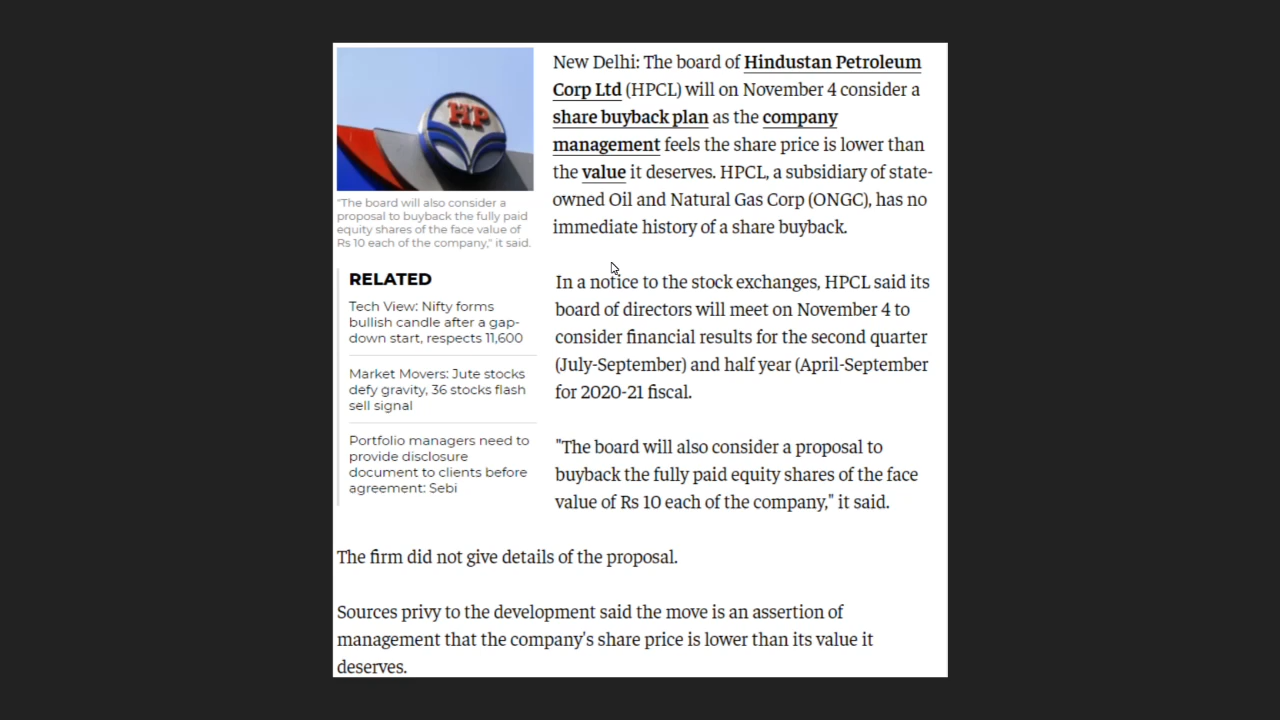 HP
"The board will also consider a
proposal to buyback the fully paid
equity shares of the face value of
Rs 10 each of the company," it said.
RELATED
Tech View: Nifty forms
bullish candle after a gap-
down start, respects 11,600
Market Movers: Jute stocks
defy gravity, 36 stocks flash
sell signal
Portfolio managers need to
provide disclosure
document to clients before
agreement: Sebi
New Delhi: The board of Hindustan Petroleum
Corp Ltd (HPCL) will on November 4 consider a
share buyback plan as the company
management feels the share price is lower than
the value it deserves. HPCL, a subsidiary of state-
owned Oil and Natural Gas Corp (ONGC), has no
immediate history of a share buyback.
In a notice to the stock exchanges, HPCL said its
board of directors will meet on November 4 to
consider financial results for the second quarter
(July-September) and half year (April-September
for 2020-21 fiscal.
"The board will also consider a proposal to
buyback the fully paid equity shares of the face
value of Rs 10 each of the company," it said.
The firm did not give details of the proposal.
Sources privy to the development said the move is an assertion of
management that the company's share price is lower than its value it
deserves.